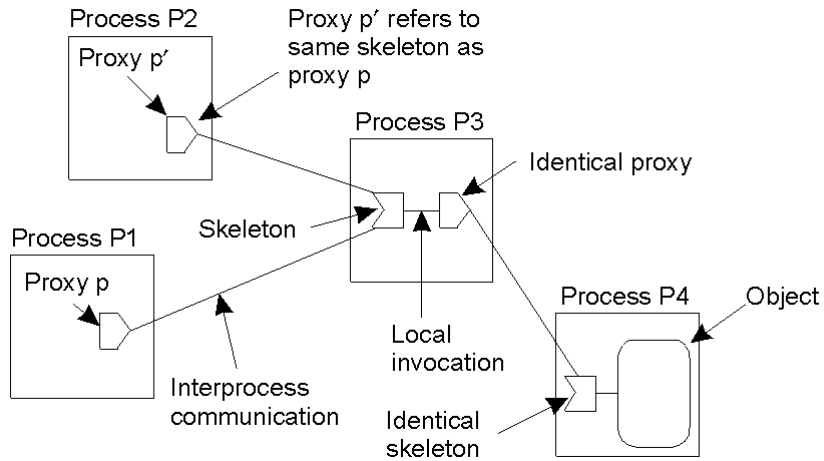 Process P2
Proxy p′ refers to
same skeleton as
proxy p
Proxy p′
Process P3
Identical proxy
Skeleton
Process P1
Proxy p
Process P4
Object
Local
invocation
Interprocess
communication
Identical
skeleton